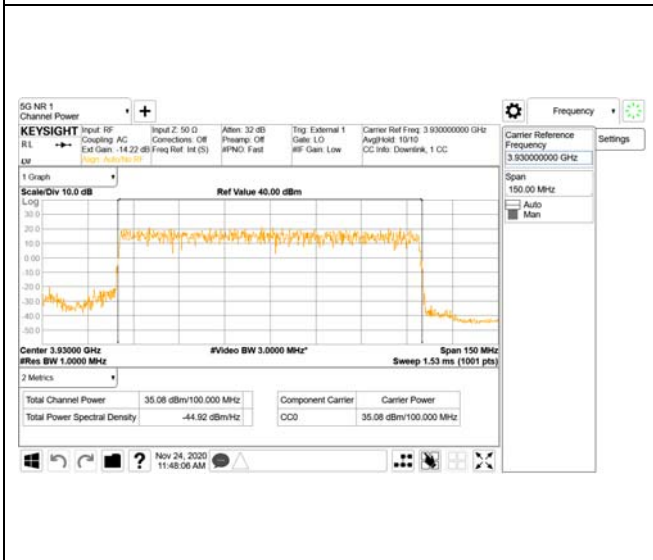 5G NR 1
Channel Power
Frequency
KEYSIGHT
RL
Input: RF
Coupling: AC
Ext Gain: -14.22 dB
Align: Auto/No RF
Input Z: 50 Ω
Corrections: Off
Freq Ref: Int (S)
Atten: 32 dB
Preamp: Off
#PNO: Fast
Trig: External 1
Gate: LO
#IF Gain: Low
Carrier Ref Freq: 3.930000000 GHz
Avg|Hold: 10/10
CC Info: Downlink, 1 CC
Carrier Reference
Frequency
3.930000000 GHz
Settings
Span
150.00 MHz
Auto
Man
1 Graph
Scale/Div 10.0 dB
Ref Value 40.00 dBm
Log
30.0
20.0
10.0
0.00
-10.0
-20.0
-30.0
-40.0
-50.0
Center 3.93000 GHz
#Video BW 3.0000 MHz*
Span 150 MHz
#Res BW 1.0000 MHz
Sweep 1.53 ms (1001 pts)
2 Metrics
Total Channel Power 35.08 dBm/100.000 MHz
Total Power Spectral Density -44.92 dBm/Hz
Component Carrier Carrier Power
CC0 35.08 dBm/100.000 MHz
Nov 24, 2020
11:48:06 AM